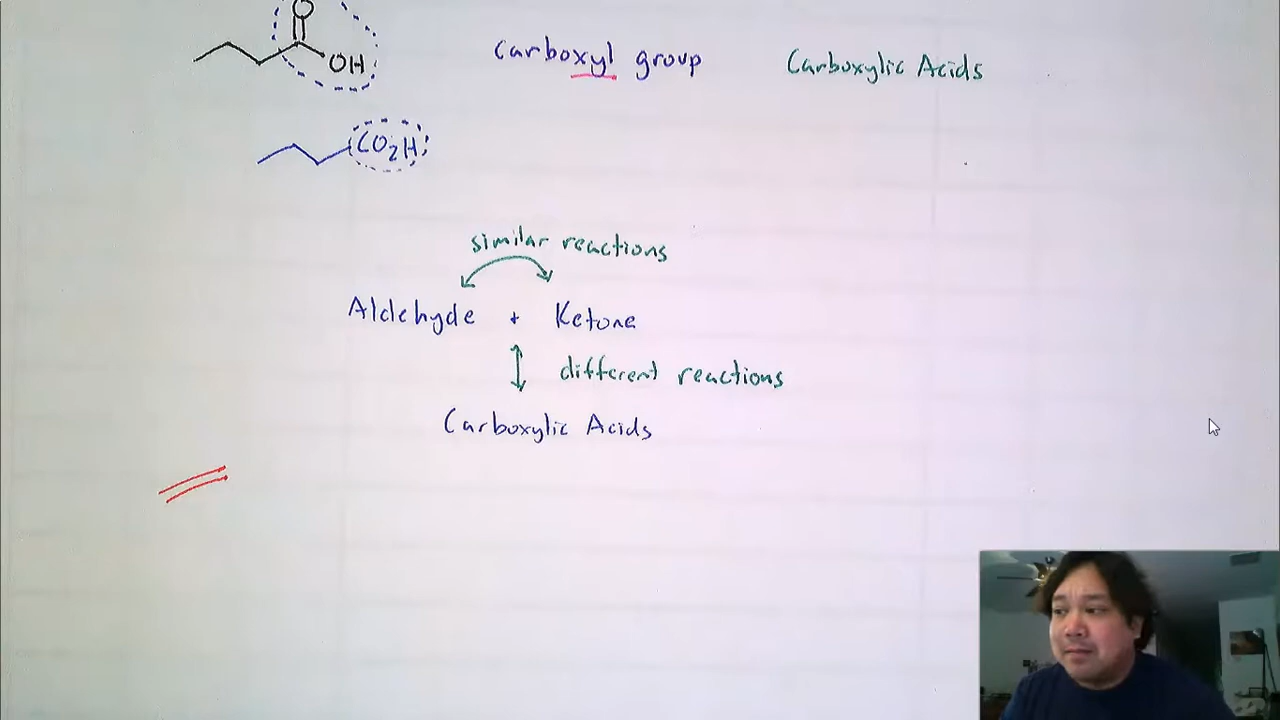 O
OH
Carboxyl group
Carboxylic Acids
CO₂H
similar reactions
Aldehyde + Ketone
different reactions
Carboxylic Acids